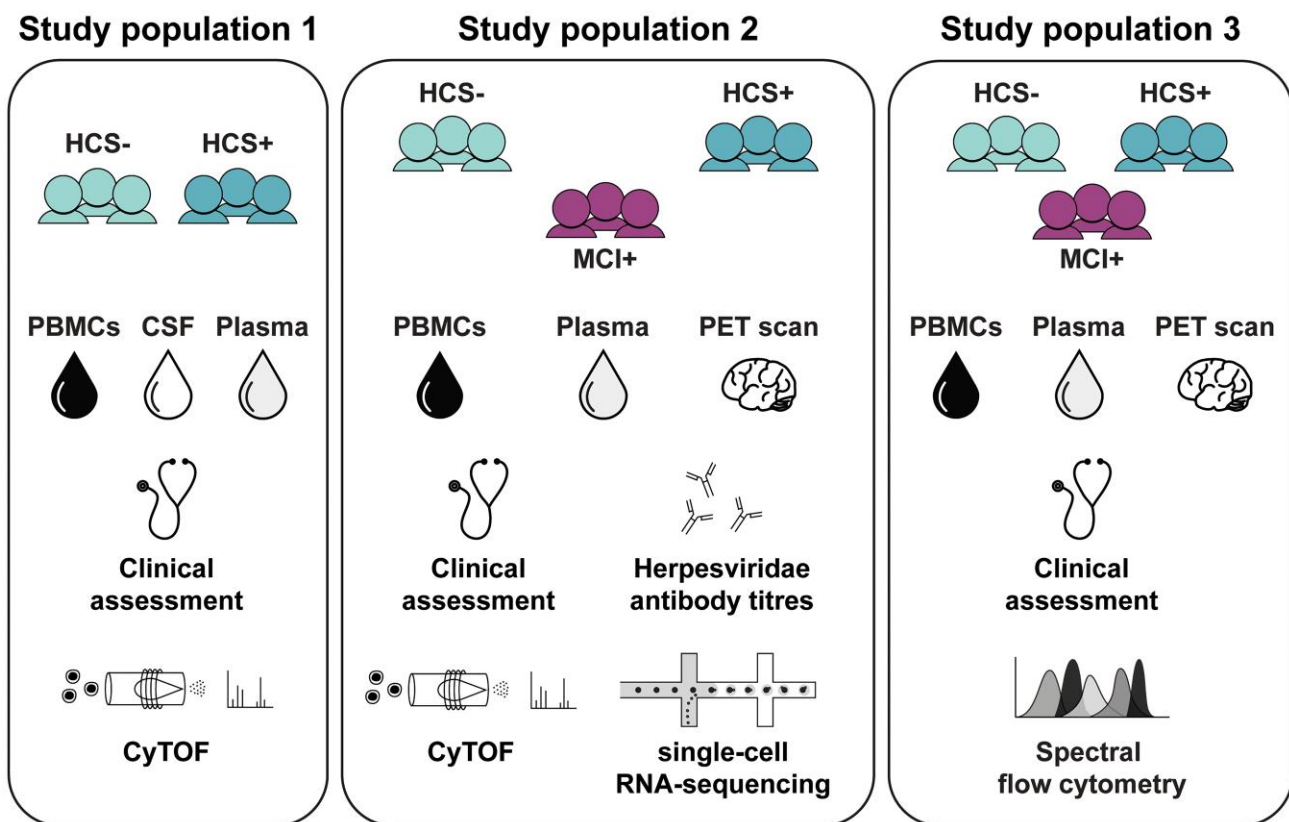 Study population 1
HCS-
HCS+
PBMCs
CSF
Plasma
Clinical
assessment
CyTOF
Study population 2
HCS-
HCS+
MCI+
PBMCs
Plasma
PET scan
Clinical
assessment
Herpesviridae
antibody titres
CyTOF
single-cell
RNA-sequencing
Study population 3
HCS-
HCS+
MCI+
PBMCs
Plasma
PET scan
Clinical
assessment
Spectral
flow cytometry